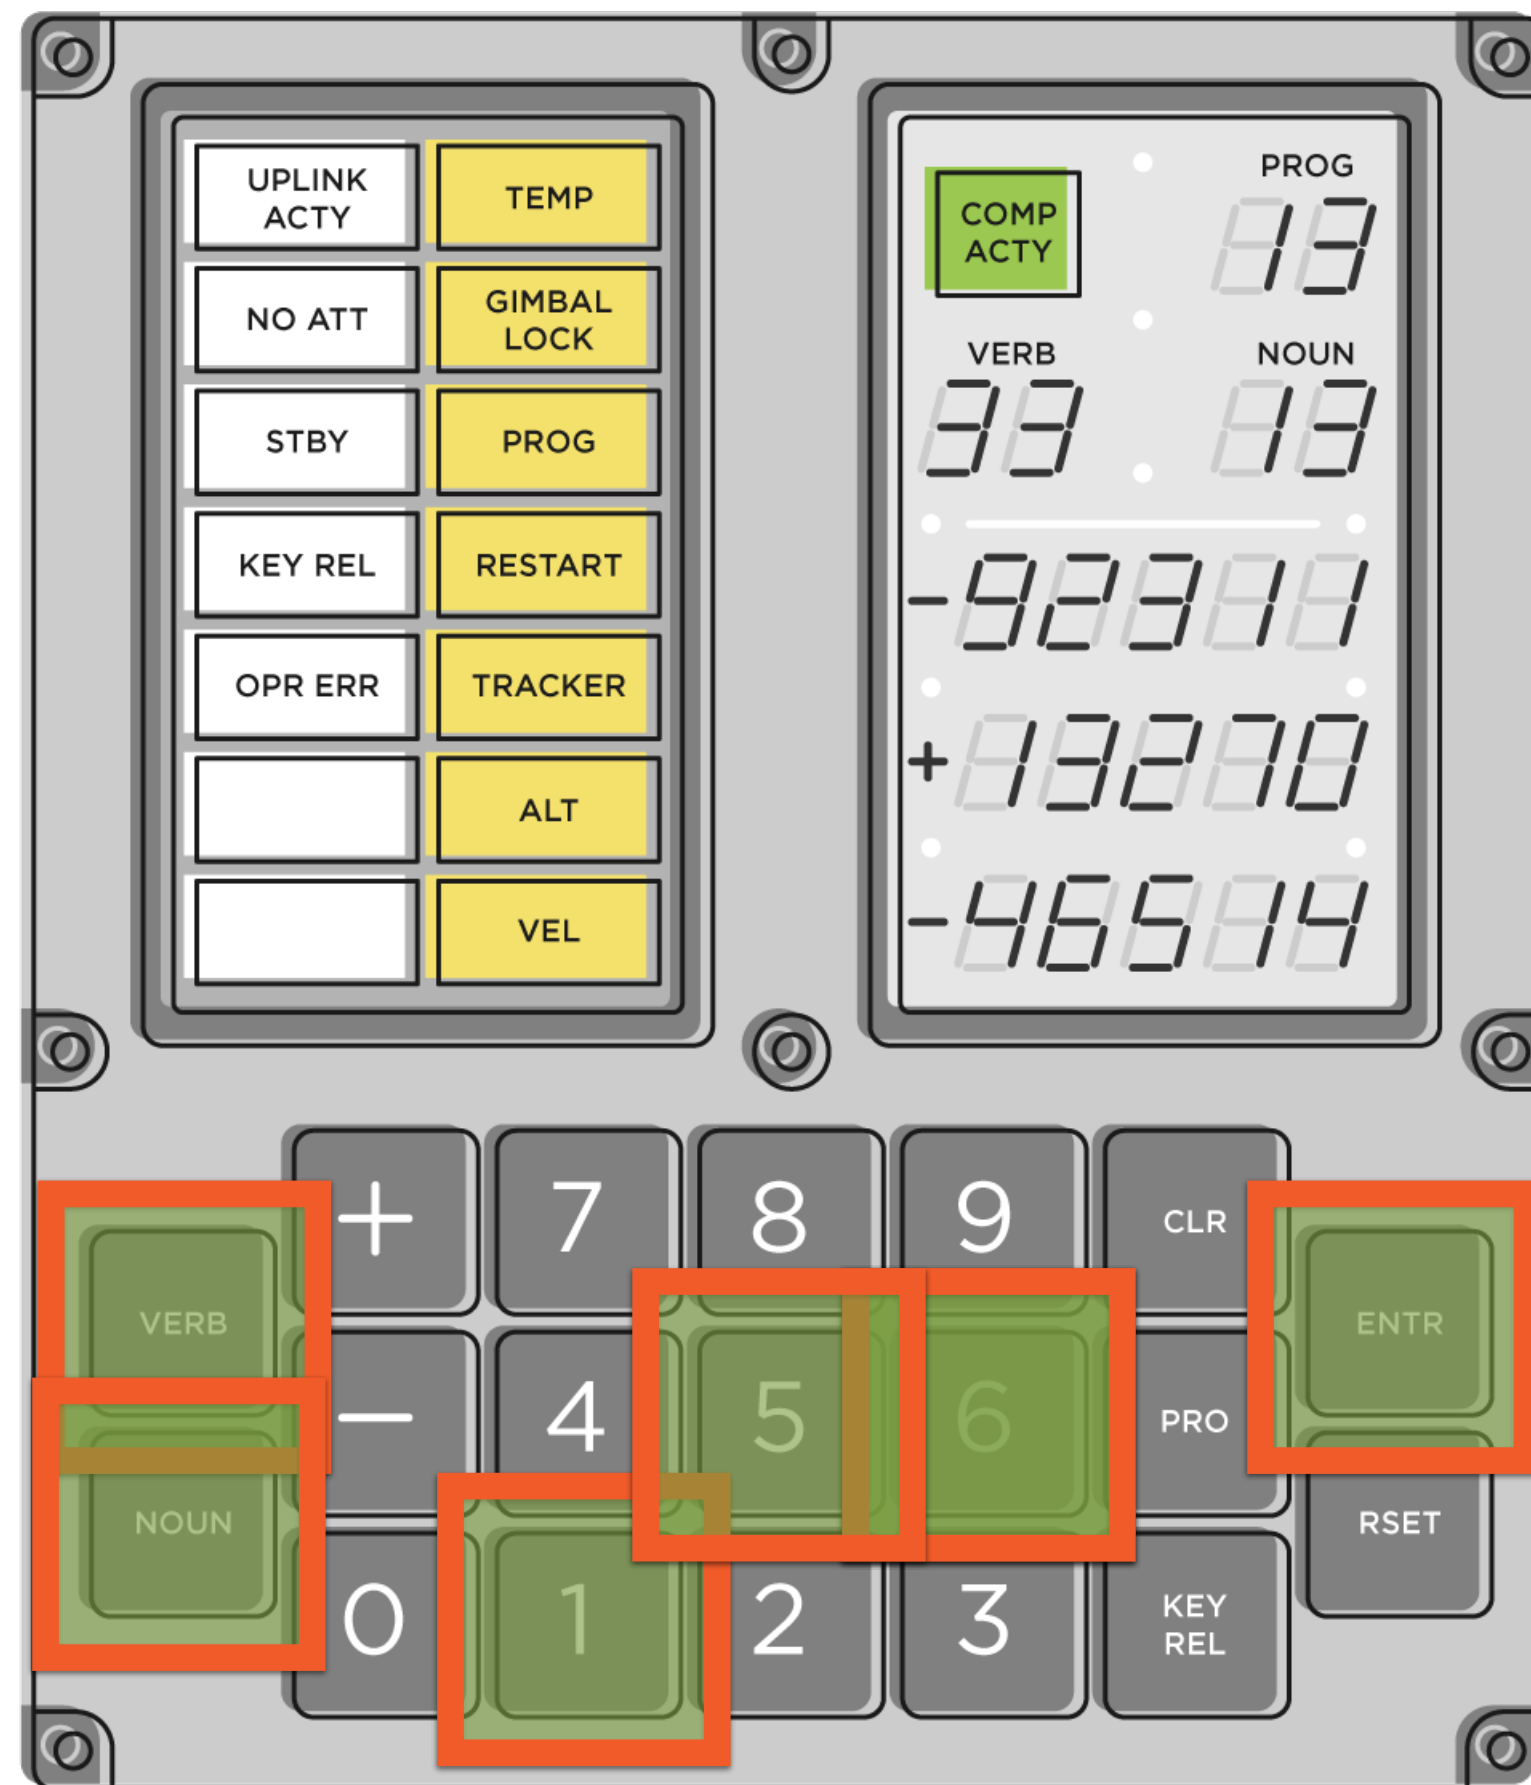 UPLINK
ACTY
TEMP
NO ATT
GIMBAL
LOCK
STBY
PROG
KEY REL
RESTART
OPR ERR
TRACKER
ALT
VEL
COMP
ACTY
PROG
13
VERB
NOUN
33
13
-92311
+13270
-46514
+
7
8
9
CLR
VERB
ENTR
-
4
5
6
PRO
NOUN
RSET
0
1
2
3
KEY
REL